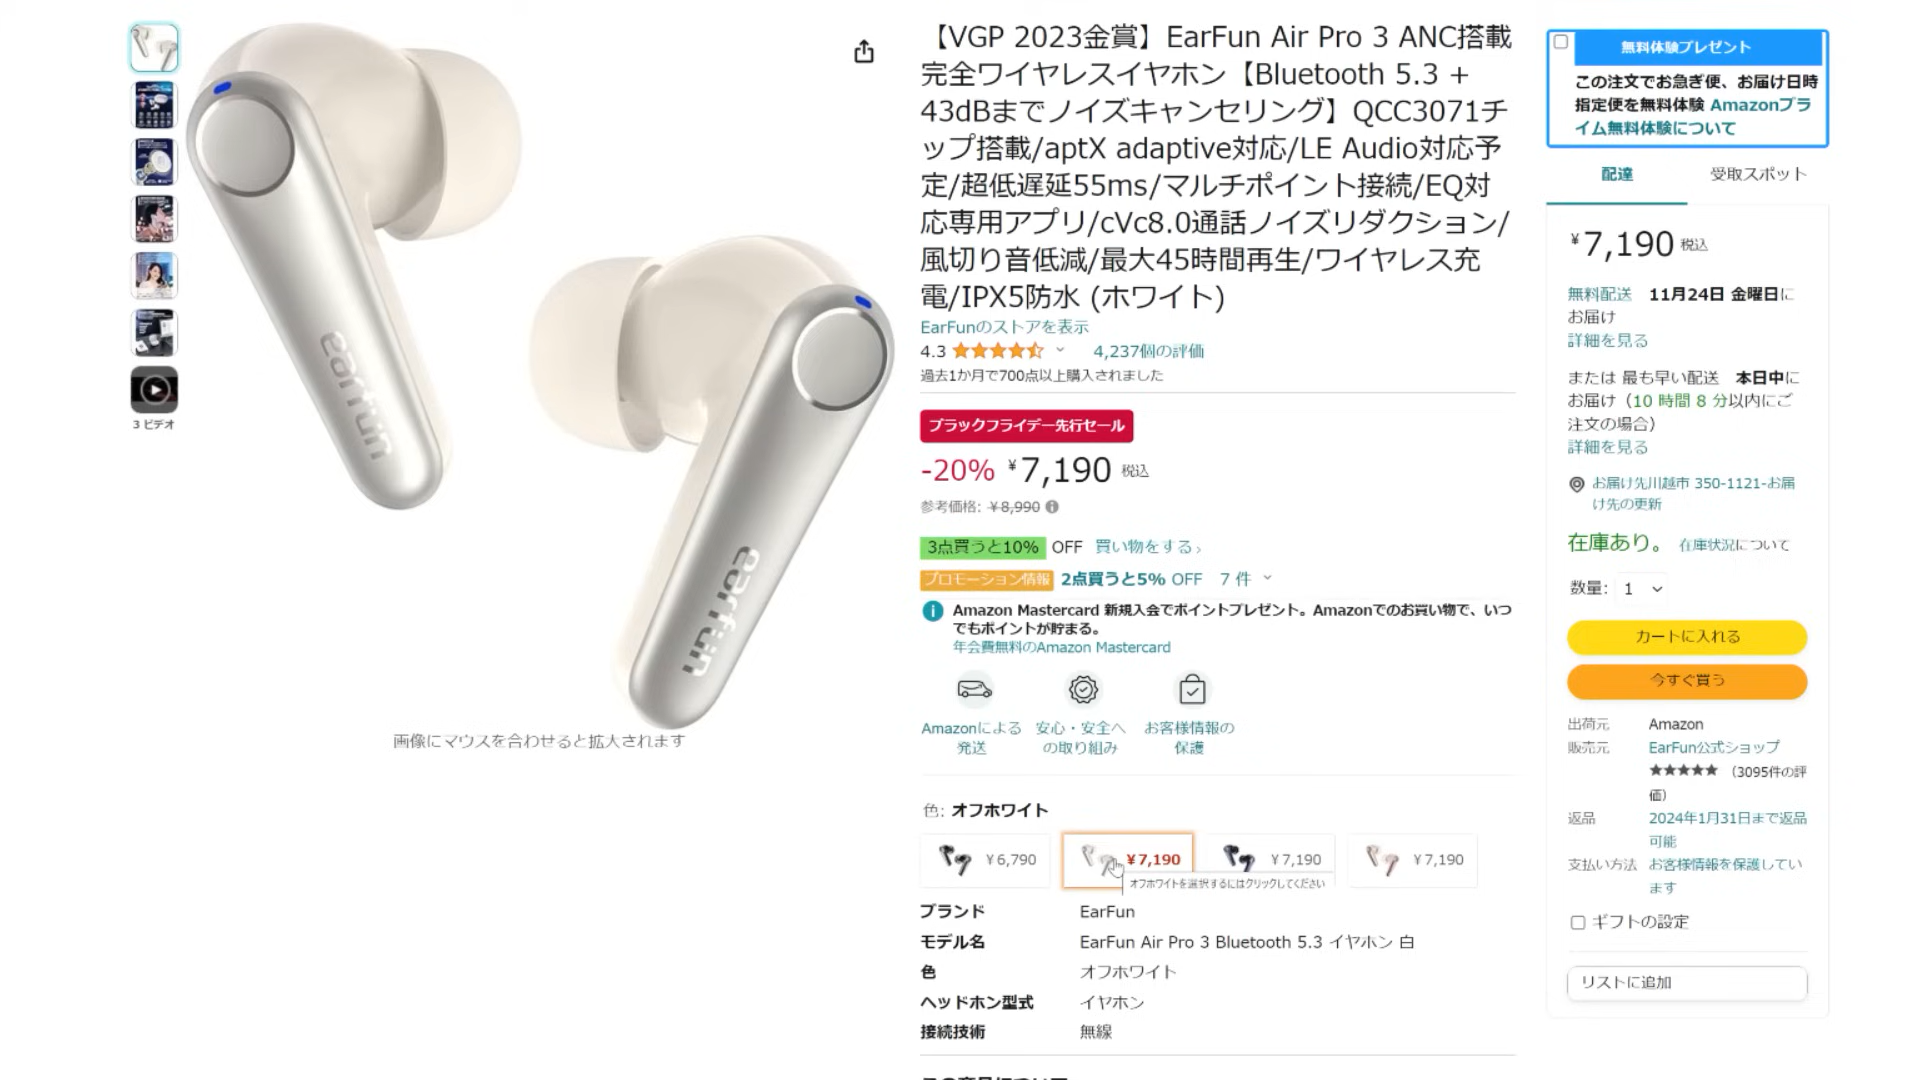 3 ビデオ
earfun
earfun
画像にマウスを合わせると拡大されます
【VGP 2023金賞】EarFun Air Pro 3 ANC搭載
完全ワイヤレスイヤホン【Bluetooth 5.3 +
43dBまでノイズキャンセリング】QCC3071チ
ップ搭載/aptX adaptive対応/LE Audio対応予
定/超低遅延55ms/マルチポイント接続/EQ対
応専用アプリ/cVc8.0通話ノイズリダクション/
風切り音低減/最大45時間再生/ワイヤレス充
電/IPX5防水 (ホワイト)
EarFunのストアを表示
4.3 4,237個の評価
過去1か月で700点以上購入されました
ブラックフライデー先行セール
-20% ¥7,190 税込
参考価格: ¥8,990
3点買うと10% OFF 買い物をする ›
プロモーション情報 2点買うと5% OFF 7 件
Amazon Mastercard 新規入会でポイントプレゼント。Amazonでのお買い物で、いつ
でもポイントが貯まる。
年会費無料のAmazon Mastercard
Amazonによる
発送
安心・安全へ
の取り組み
お客様情報の
保護
色: オフホワイト
¥6,790
¥7,190
¥7,190
¥7,190
オフホワイトを選択するにはクリックしてください
ブランド EarFun
モデル名 EarFun Air Pro 3 Bluetooth 5.3 イヤホン 白
色 オフホワイト
ヘッドホン型式 イヤホン
接続技術 無線
この商品について
無料体験プレゼント
この注文でお急ぎ便、お届け日時
指定便を無料体験 Amazonプラ
イム無料体験について
配達 受取スポット
¥7,190 税込
無料配送 11月24日 金曜日に
お届け
詳細を見る
または 最も早い配送 本日中に
お届け（10 時間 8 分以内にご
注文の場合）
詳細を見る
お届け先川越市 350-1121-お届
け先の更新
在庫あり。 在庫状況について
数量: 1
カートに入れる
今すぐ買う
出荷元 Amazon
販売元 EarFun公式ショップ
★★★★★ （3095件の評
価）
返品 2024年1月31日まで返品
可能
支払い方法 お客様情報を保護してい
ます
ギフトの設定
リストに追加